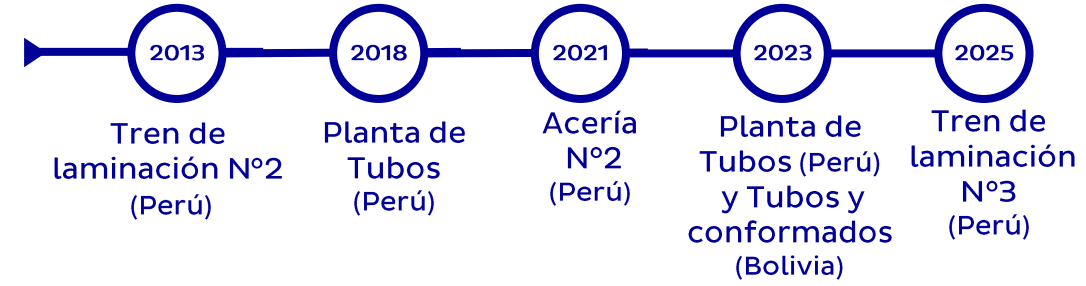 2013
Tren de
laminación N°2
(Perú)
2018
Planta de
Tubos
(Perú)
2021
Acería
N°2
(Perú)
2023
Planta de
Tubos (Perú)
y Tubos y
conformados
(Bolivia)
2025
Tren de
laminación
N°3
(Perú)